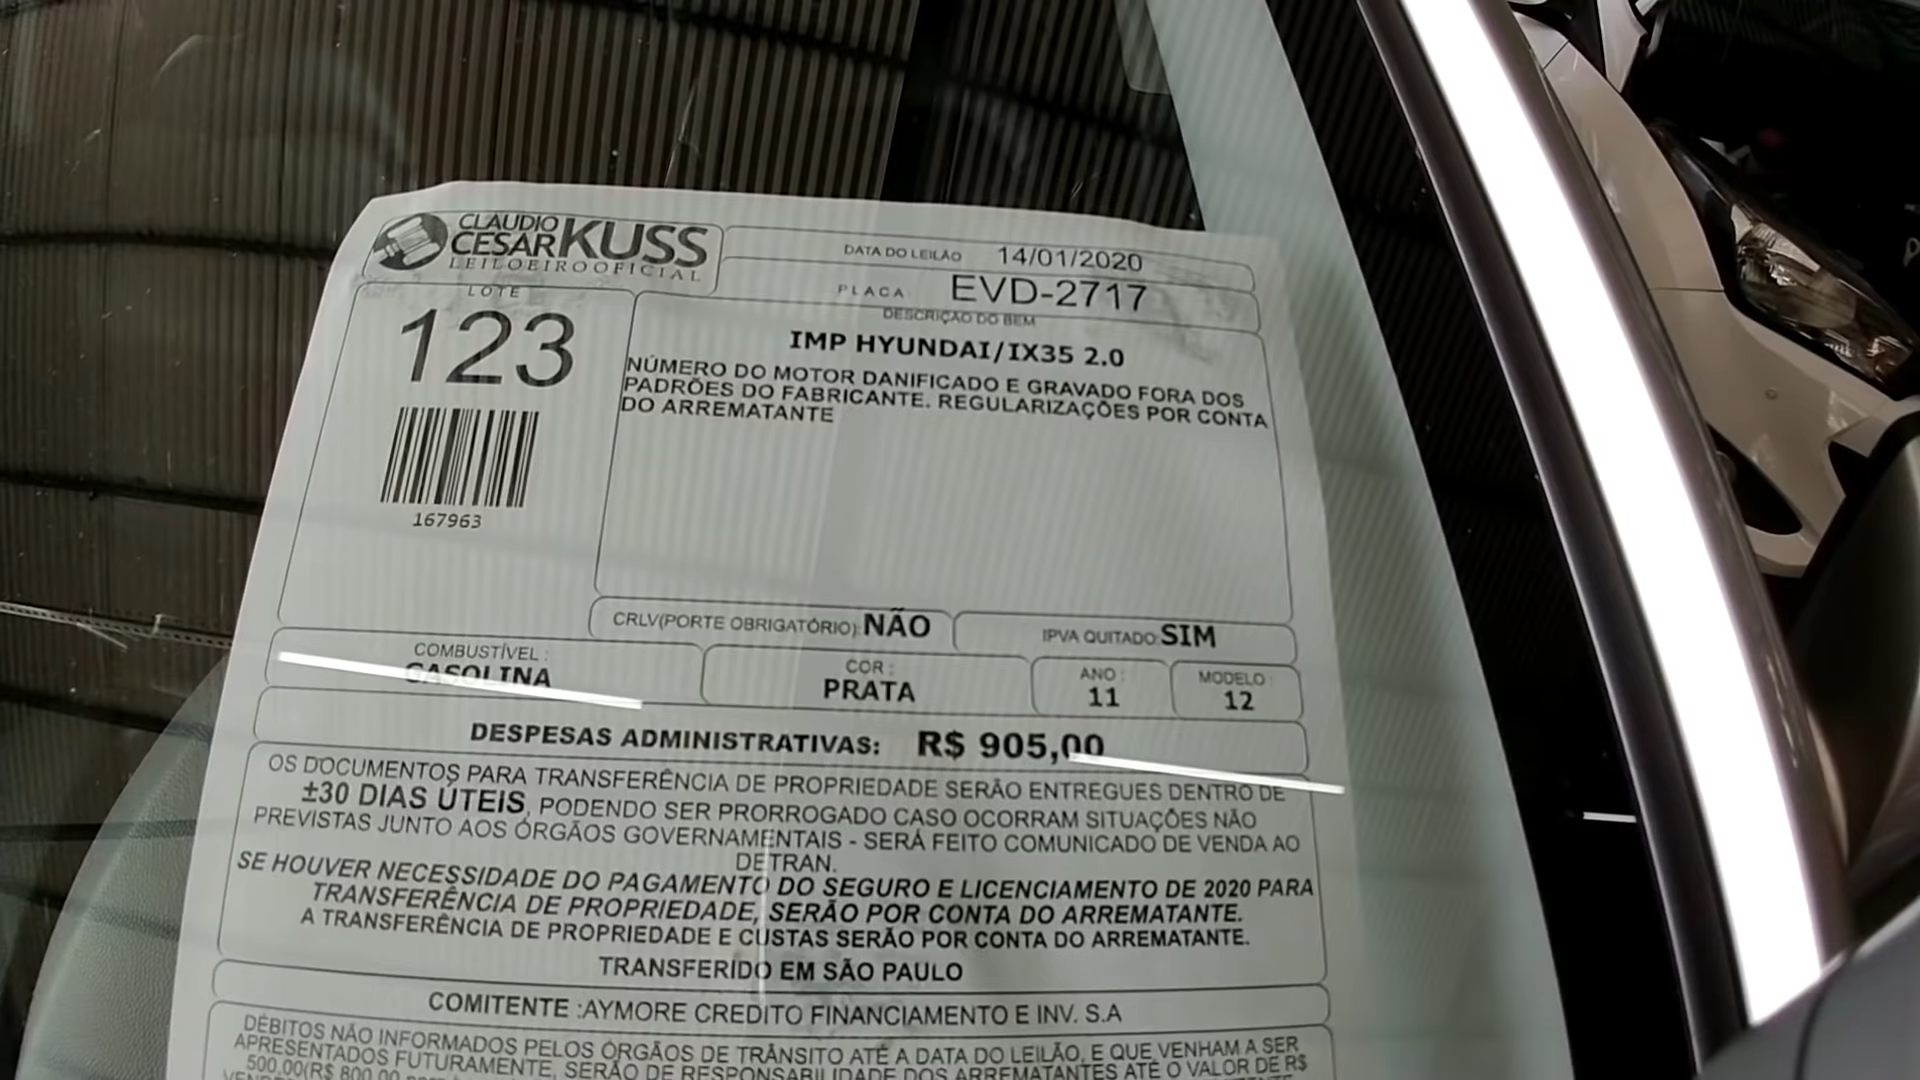 CLAUDIO
CESAR KUSS
LEILOEIRO OFICIAL
DATA DO LEILÃO 14/01/2020
PLACA EVD-2717
LOTE
123
167963
DESCRIÇÃO DO BEM
IMP HYUNDAI/IX35 2.0
NÚMERO DO MOTOR DANIFICADO E GRAVADO FORA DOS
PADRÕES DO FABRICANTE. REGULARIZAÇÕES POR CONTA
DO ARREMATANTE
CRLV(PORTE OBRIGATÓRIO): NÃO
IPVA QUITADO: SIM
COMBUSTÍVEL :
GASOLINA
COR :
PRATA
ANO :
11
MODELO :
12
DESPESAS ADMINISTRATIVAS: R$ 905,00
OS DOCUMENTOS PARA TRANSFERÊNCIA DE PROPRIEDADE SERÃO ENTREGUES DENTRO DE
±30 DIAS ÚTEIS, PODENDO SER PRORROGADO CASO OCORRAM SITUAÇÕES NÃO
PREVISTAS JUNTO AOS ÓRGÃOS GOVERNAMENTAIS - SERÁ FEITO COMUNICADO DE VENDA AO
DETRAN.
SE HOUVER NECESSIDADE DO PAGAMENTO DO SEGURO E LICENCIAMENTO DE 2020 PARA
TRANSFERÊNCIA DE PROPRIEDADE, SERÃO POR CONTA DO ARREMATANTE.
A TRANSFERÊNCIA DE PROPRIEDADE E CUSTAS SERÃO POR CONTA DO ARREMATANTE.
TRANSFERIDO EM SÃO PAULO
COMITENTE :AYMORE CREDITO FINANCIAMENTO E INV. S.A
DÉBITOS NÃO INFORMADOS PELOS ÓRGÃOS DE TRÂNSITO ATÉ A DATA DO LEILÃO, E QUE VENHAM A SER
APRESENTADOS FUTURAMENTE, SERÃO DE RESPONSABILIDADE DOS ARREMATANTES ATÉ O VALOR DE R$
500,00(R$ 800,00